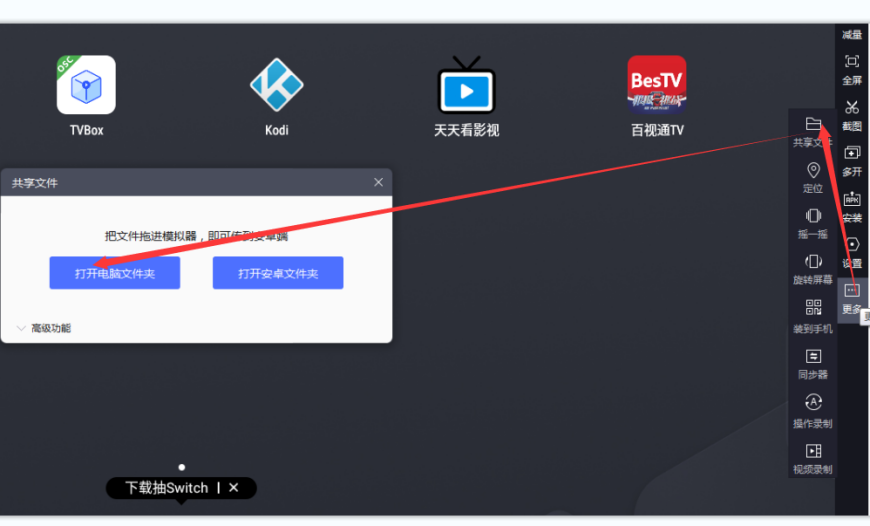 减量
OSC
BesTV
全屏
TVBox
Kodi
天天看影视
百视通TV
截图
共享文件
多开
定位
APK
安装
摇一摇
设置
旋转屏幕
更多
装到手机
同步器
A
操作录制
视频录制
共享文件
把文件拖进模拟器，即可传到安卓端
打开电脑文件夹
打开安卓文件夹
高级功能
下载抽Switch